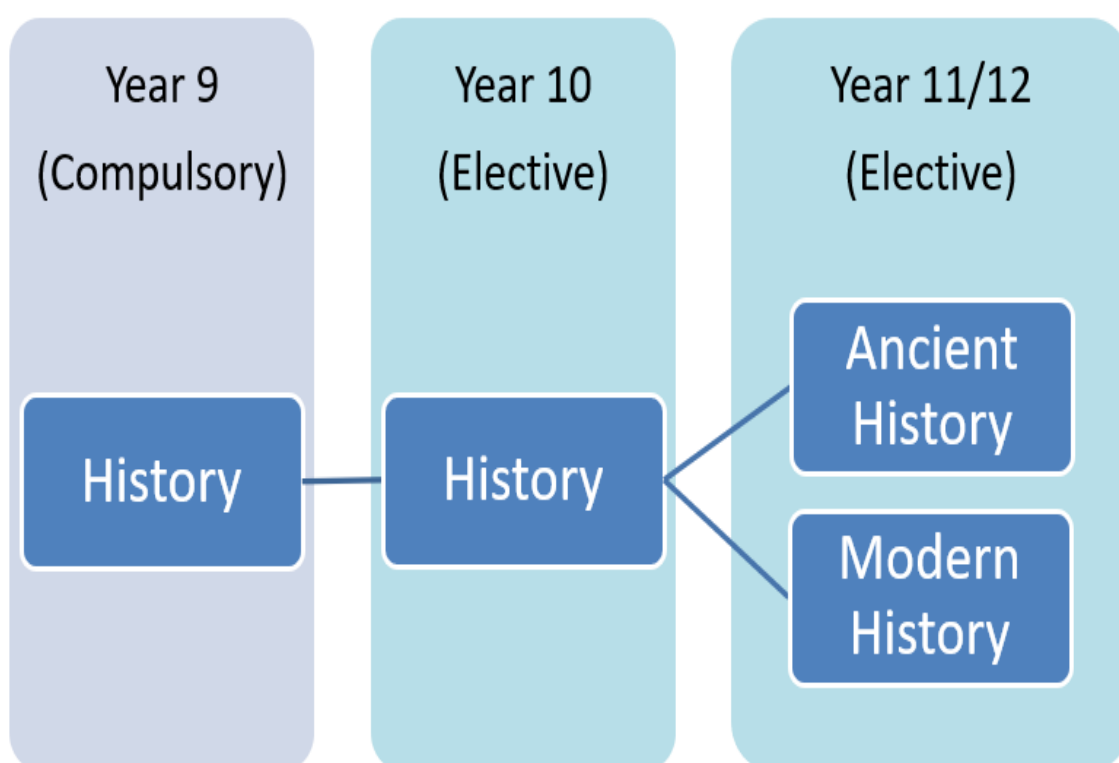 Year 9
(Compulsory)
History
Year 10
(Elective)
History
Year 11/12
(Elective)
Ancient
History
Modern
History